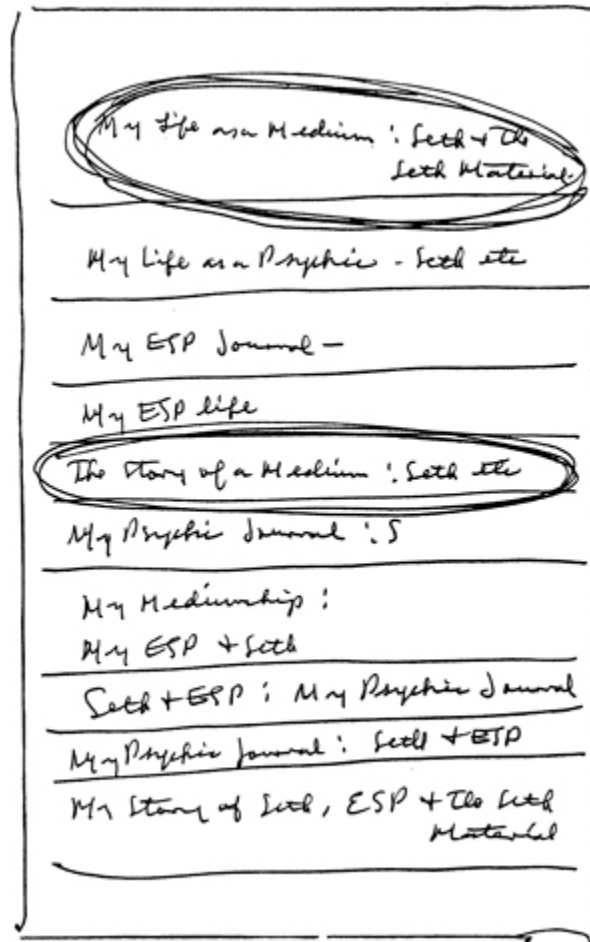 My Life as a Medium : Seth + The
Seth Material.
My Life as a Psychic - Seth etc
My ESP Journal —
My ESP life
The Story of a Medium : Seth etc
My Psychic Journal : S
My Mediumship :
My ESP + Seth
Seth + ESP : My Psychic Journal
My Psychic Journal : Seth + ESP
My Story of Seth, ESP + The Seth
Material